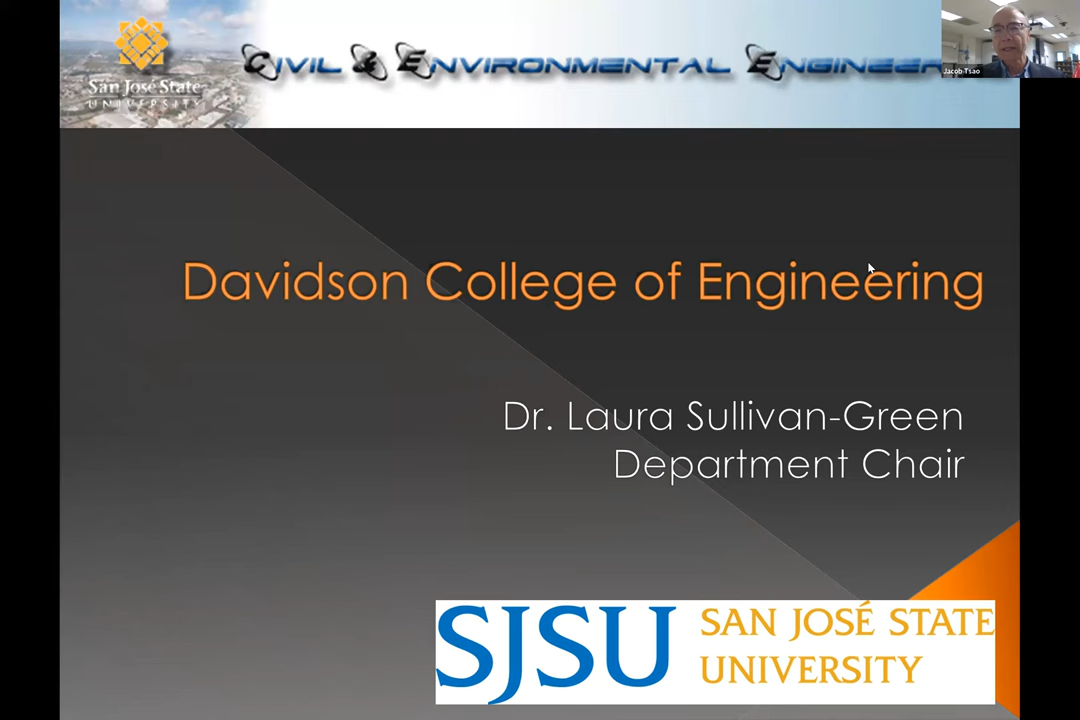 San José State
UNIVERSITY
CIVIL & ENVIRONMENTAL ENGINEER
Jacob Tsao
Davidson College of Engineering
Dr. Laura Sullivan-Green
Department Chair
SJSU
SAN JOSÉ STATE
UNIVERSITY